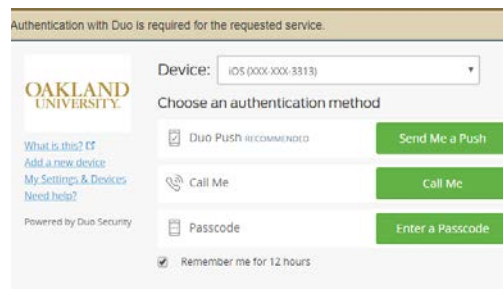 Authentication with Duo is required for the requested service.
OAKLAND
UNIVERSITY.
What is this?
Add a new device
My Settings & Devices
Need help?
Powered by Duo Security
Device: iOS (XXX-XXX-3313)
Choose an authentication method
Duo Push RECOMMENDED Send Me a Push
Call Me Call Me
Passcode Enter a Passcode
Remember me for 12 hours